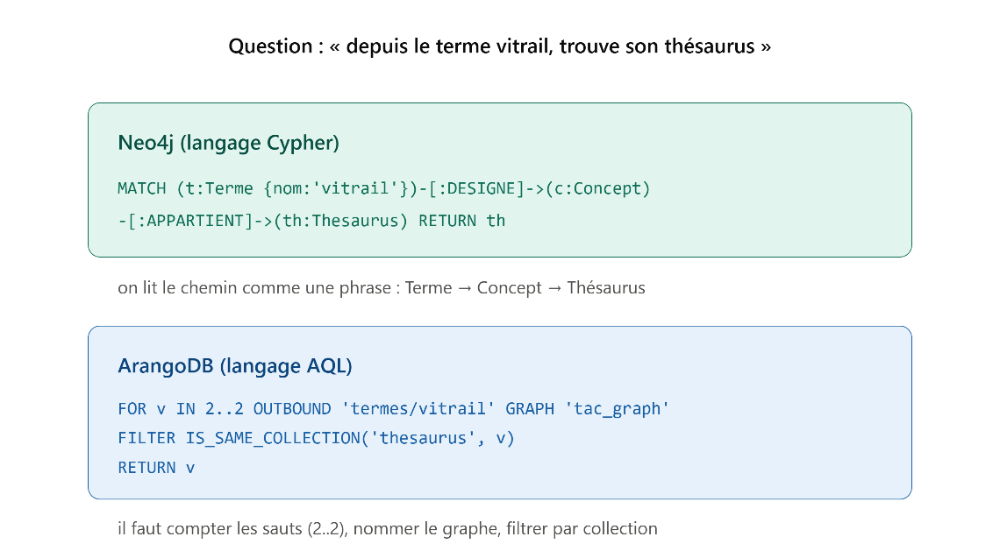 Question : « depuis le terme vitrail, trouve son thésaurus »
Neo4j (langage Cypher)
MATCH (t:Terme {nom:'vitrail'})-[:DESIGNE]->(c:Concept)
-[:APPARTIENT]->(th:Thesaurus) RETURN th
on lit le chemin comme une phrase : Terme → Concept → Thésaurus
ArangoDB (langage AQL)
FOR v IN 2..2 OUTBOUND 'termes/vitrail' GRAPH 'tac_graph'
FILTER IS_SAME_COLLECTION('thesaurus', v)
RETURN v
il faut compter les sauts (2..2), nommer le graphe, filtrer par collection